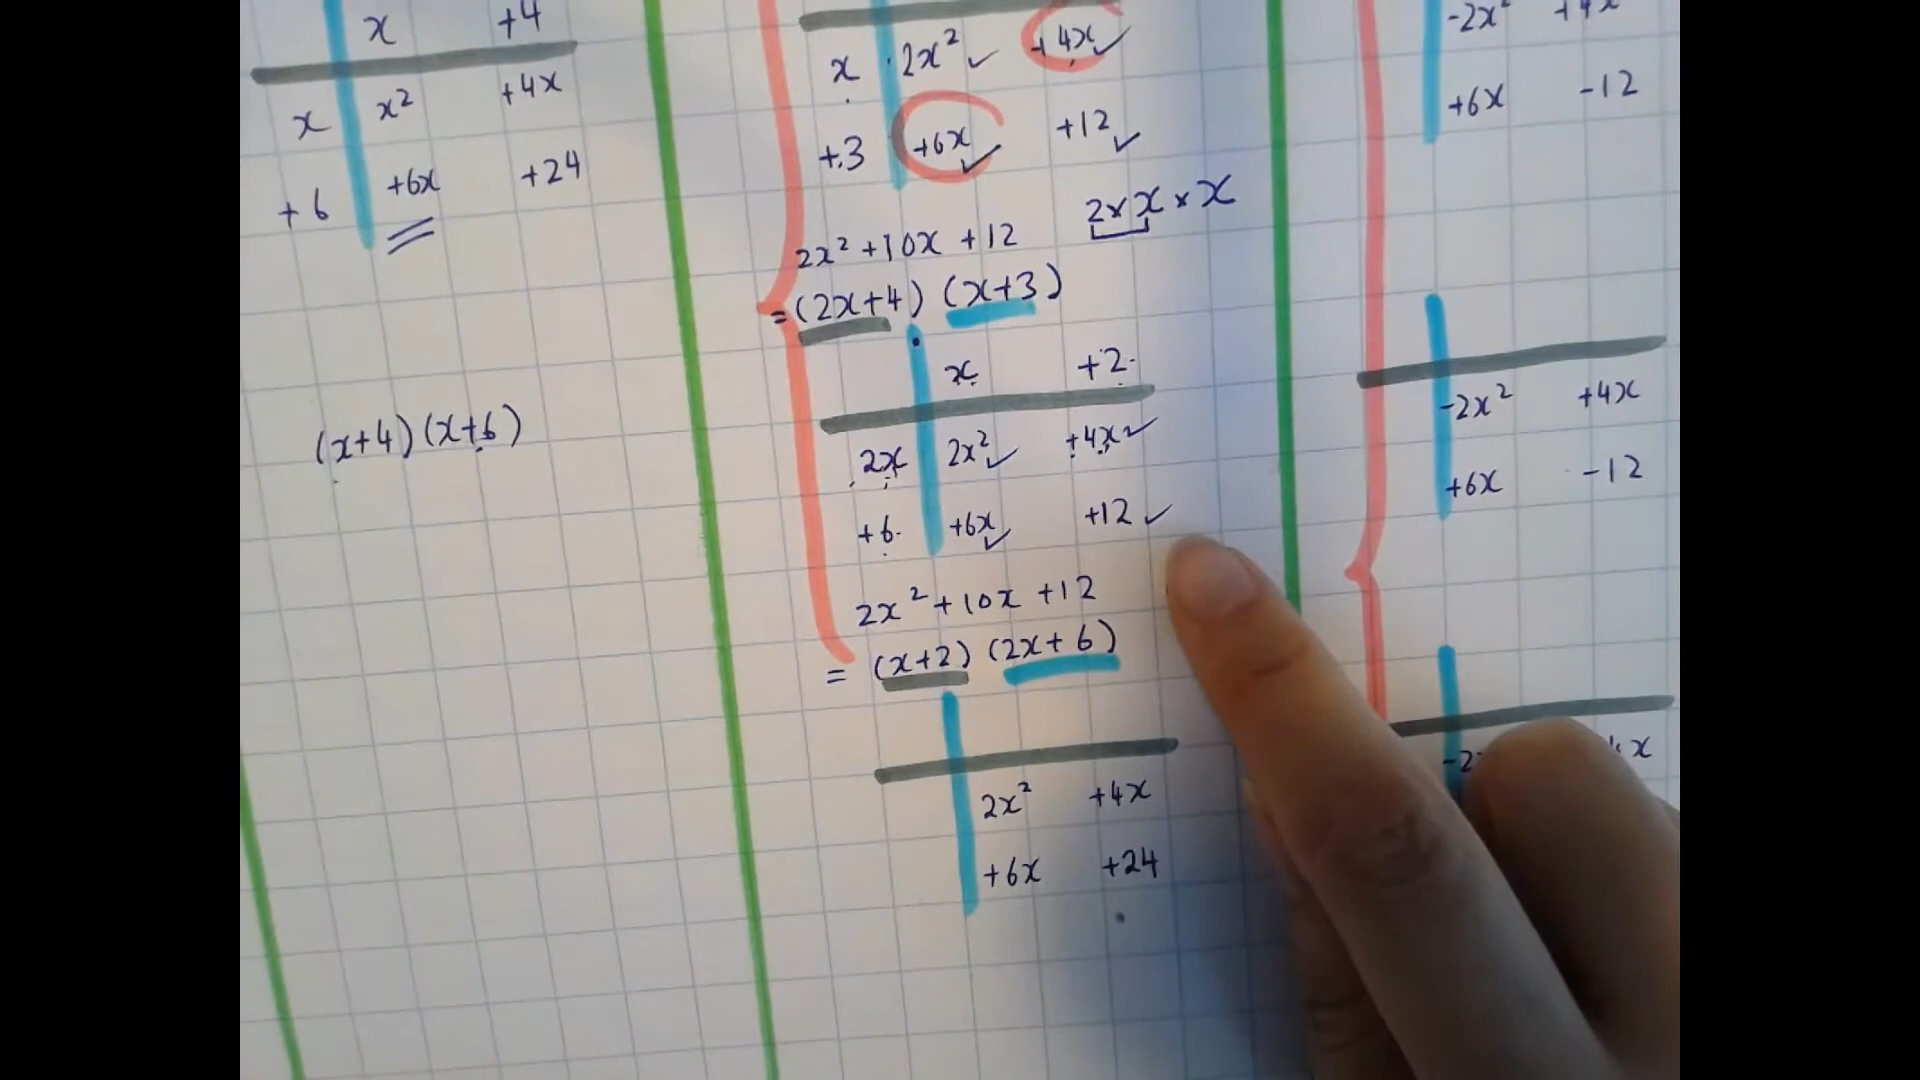 x +4
x x² +4x
+6 +6x +24
(x+4)(x+6)
x 2x² +4x
+3 +6x +12
2×x×x
2x²+10x+12
=(2x+4) (x+3)
x +2
2x 2x² +4x
+6 +6x +12
2x²+10x+12
= (x+2) (2x+6)
2x² +4x
+6x +24
-2x² +4x
+6x -12
-2x² +4x
+6x -12